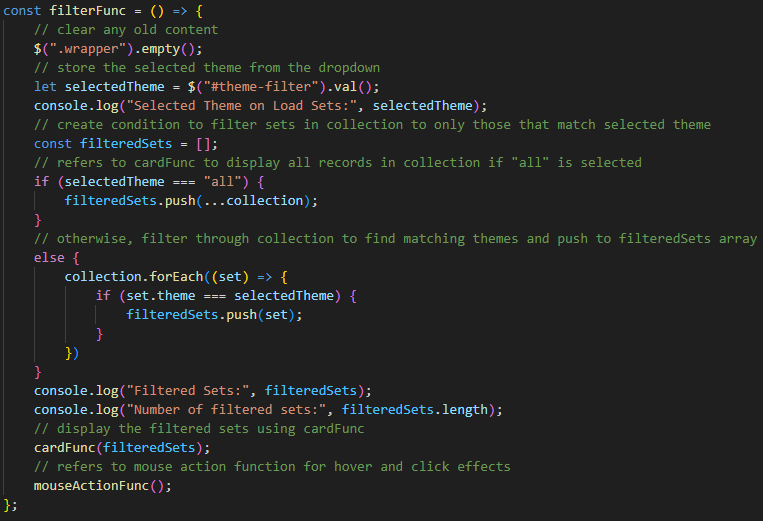 const filterFunc = () => {
    // clear any old content
    $(".wrapper").empty();
    // store the selected theme from the dropdown
    let selectedTheme = $("#theme-filter").val();
    console.log("Selected Theme on Load Sets:", selectedTheme);
    // create condition to filter sets in collection to only those that match selected theme
    const filteredSets = [];
    // refers to cardFunc to display all records in collection if "all" is selected
    if (selectedTheme === "all") {
        filteredSets.push(...collection);
    }
    // otherwise, filter through collection to find matching themes and push to filteredSets array
    else {
        collection.forEach((set) => {
            if (set.theme === selectedTheme) {
                filteredSets.push(set);
            }
        })
    }
    console.log("Filtered Sets:", filteredSets);
    console.log("Number of filtered sets:", filteredSets.length);
    // display the filtered sets using cardFunc
    cardFunc(filteredSets);
    // refers to mouse action function for hover and click effects
    mouseActionFunc();
};